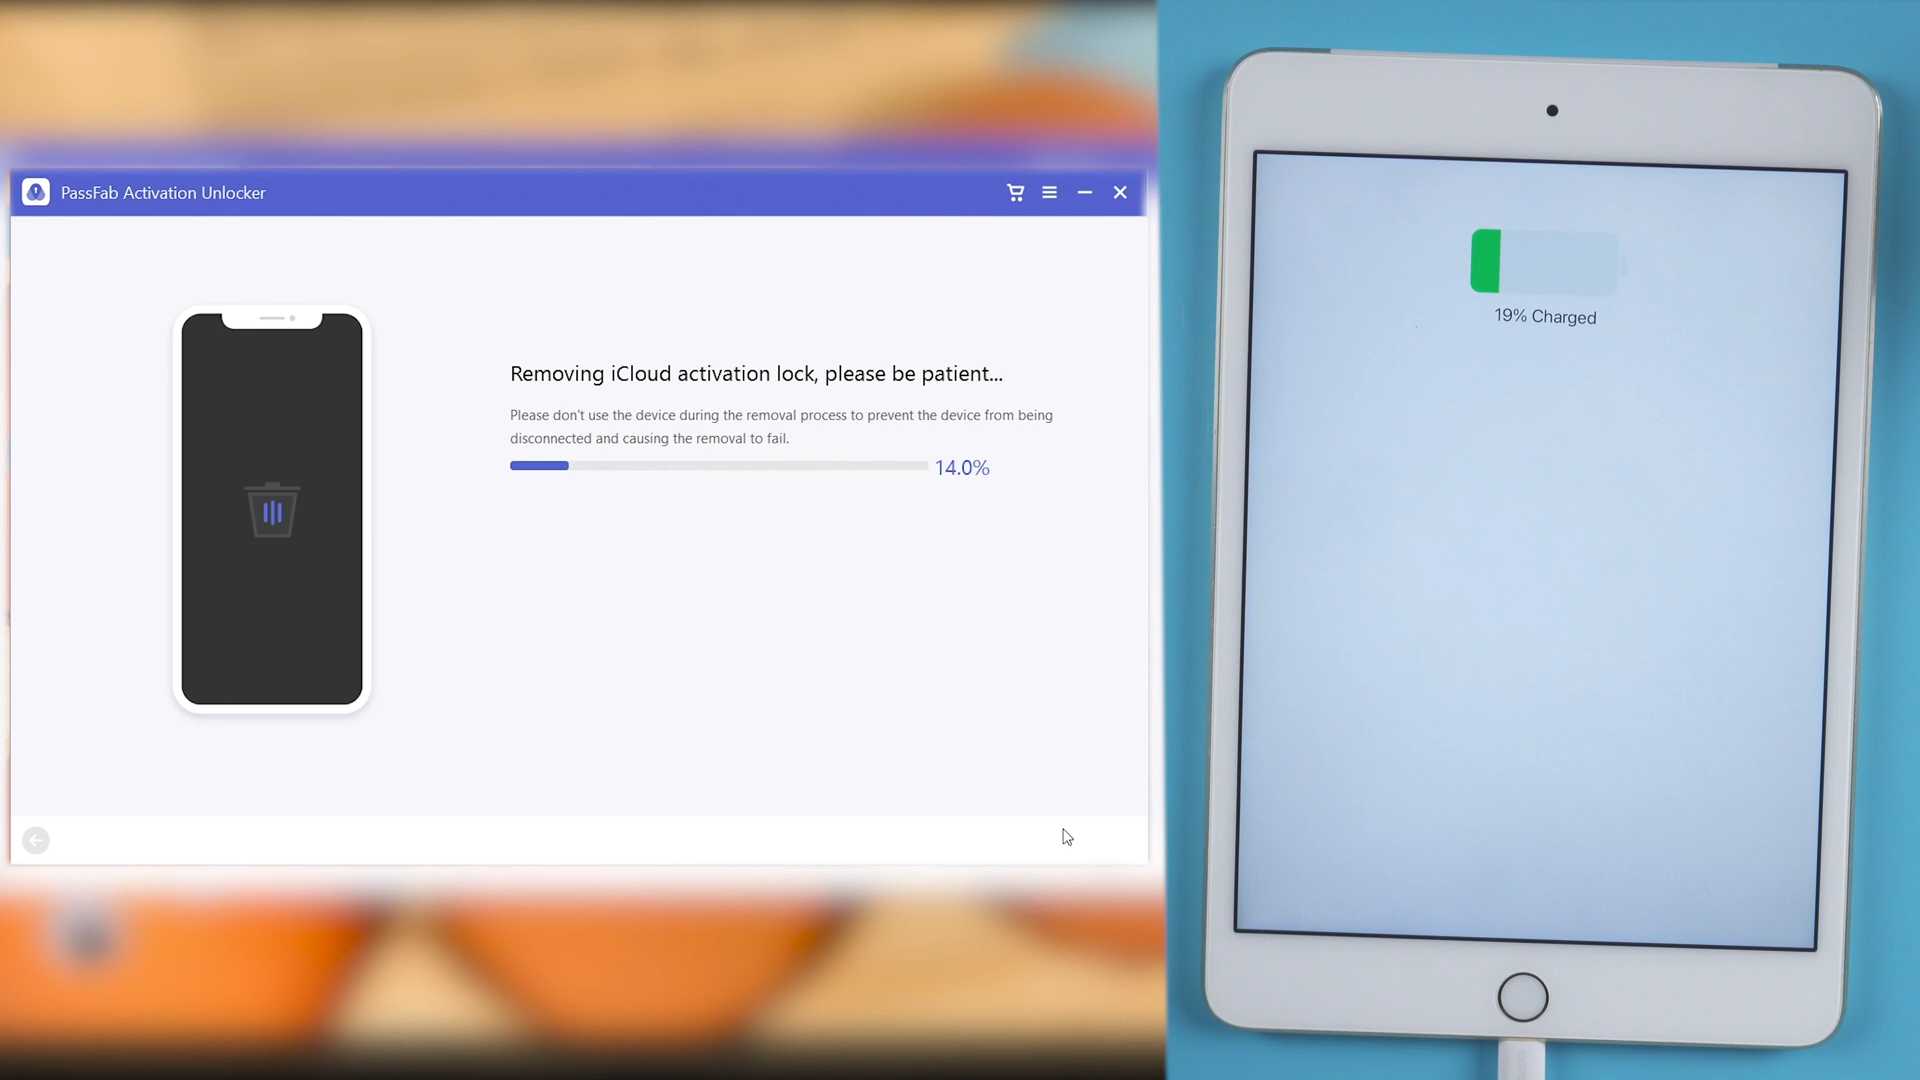 PassFab Activation Unlocker
Removing iCloud activation lock, please be patient...
Please don't use the device during the removal process to prevent the device from being
disconnected and causing the removal to fail.
14.0%
19% Charged